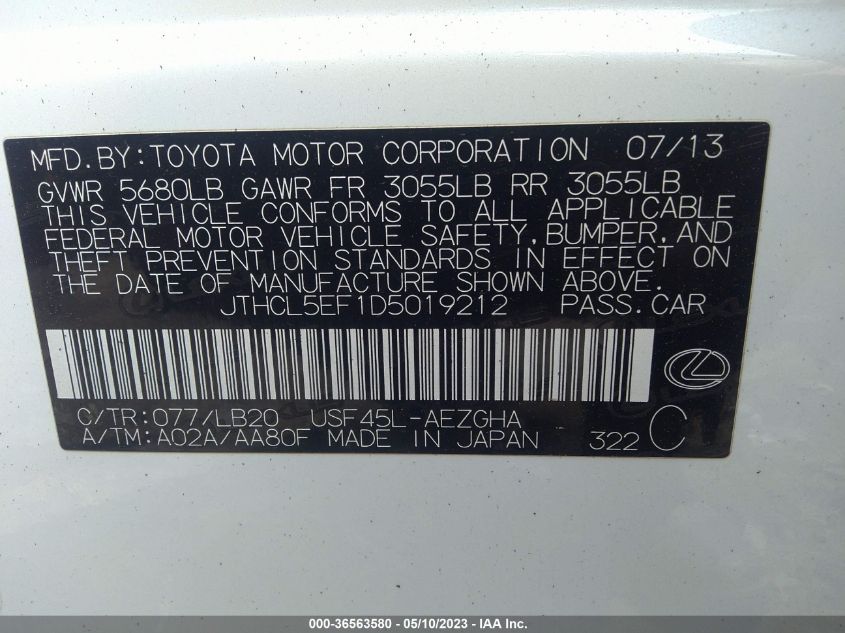 MFD.BY:TOYOTA MOTOR CORPORATION 07/13
GVWR 5680LB GAWR FR 3055LB RR 3055LB
THIS VEHICLE CONFORMS TO ALL APPLICABLE
FEDERAL MOTOR VEHICLE SAFETY,BUMPER,AND
THEFT PREVENTION STANDARDS IN EFFECT ON
THE DATE OF MANUFACTURE SHOWN ABOVE.
JTHCL5EF1D5019212 PASS.CAR
C/TR:077/LB20 USF45L-AEZGHA
A/TM:A02A/AA80F MADE IN JAPAN 322 C
000-36563580 - 05/10/2023 - IAA Inc.